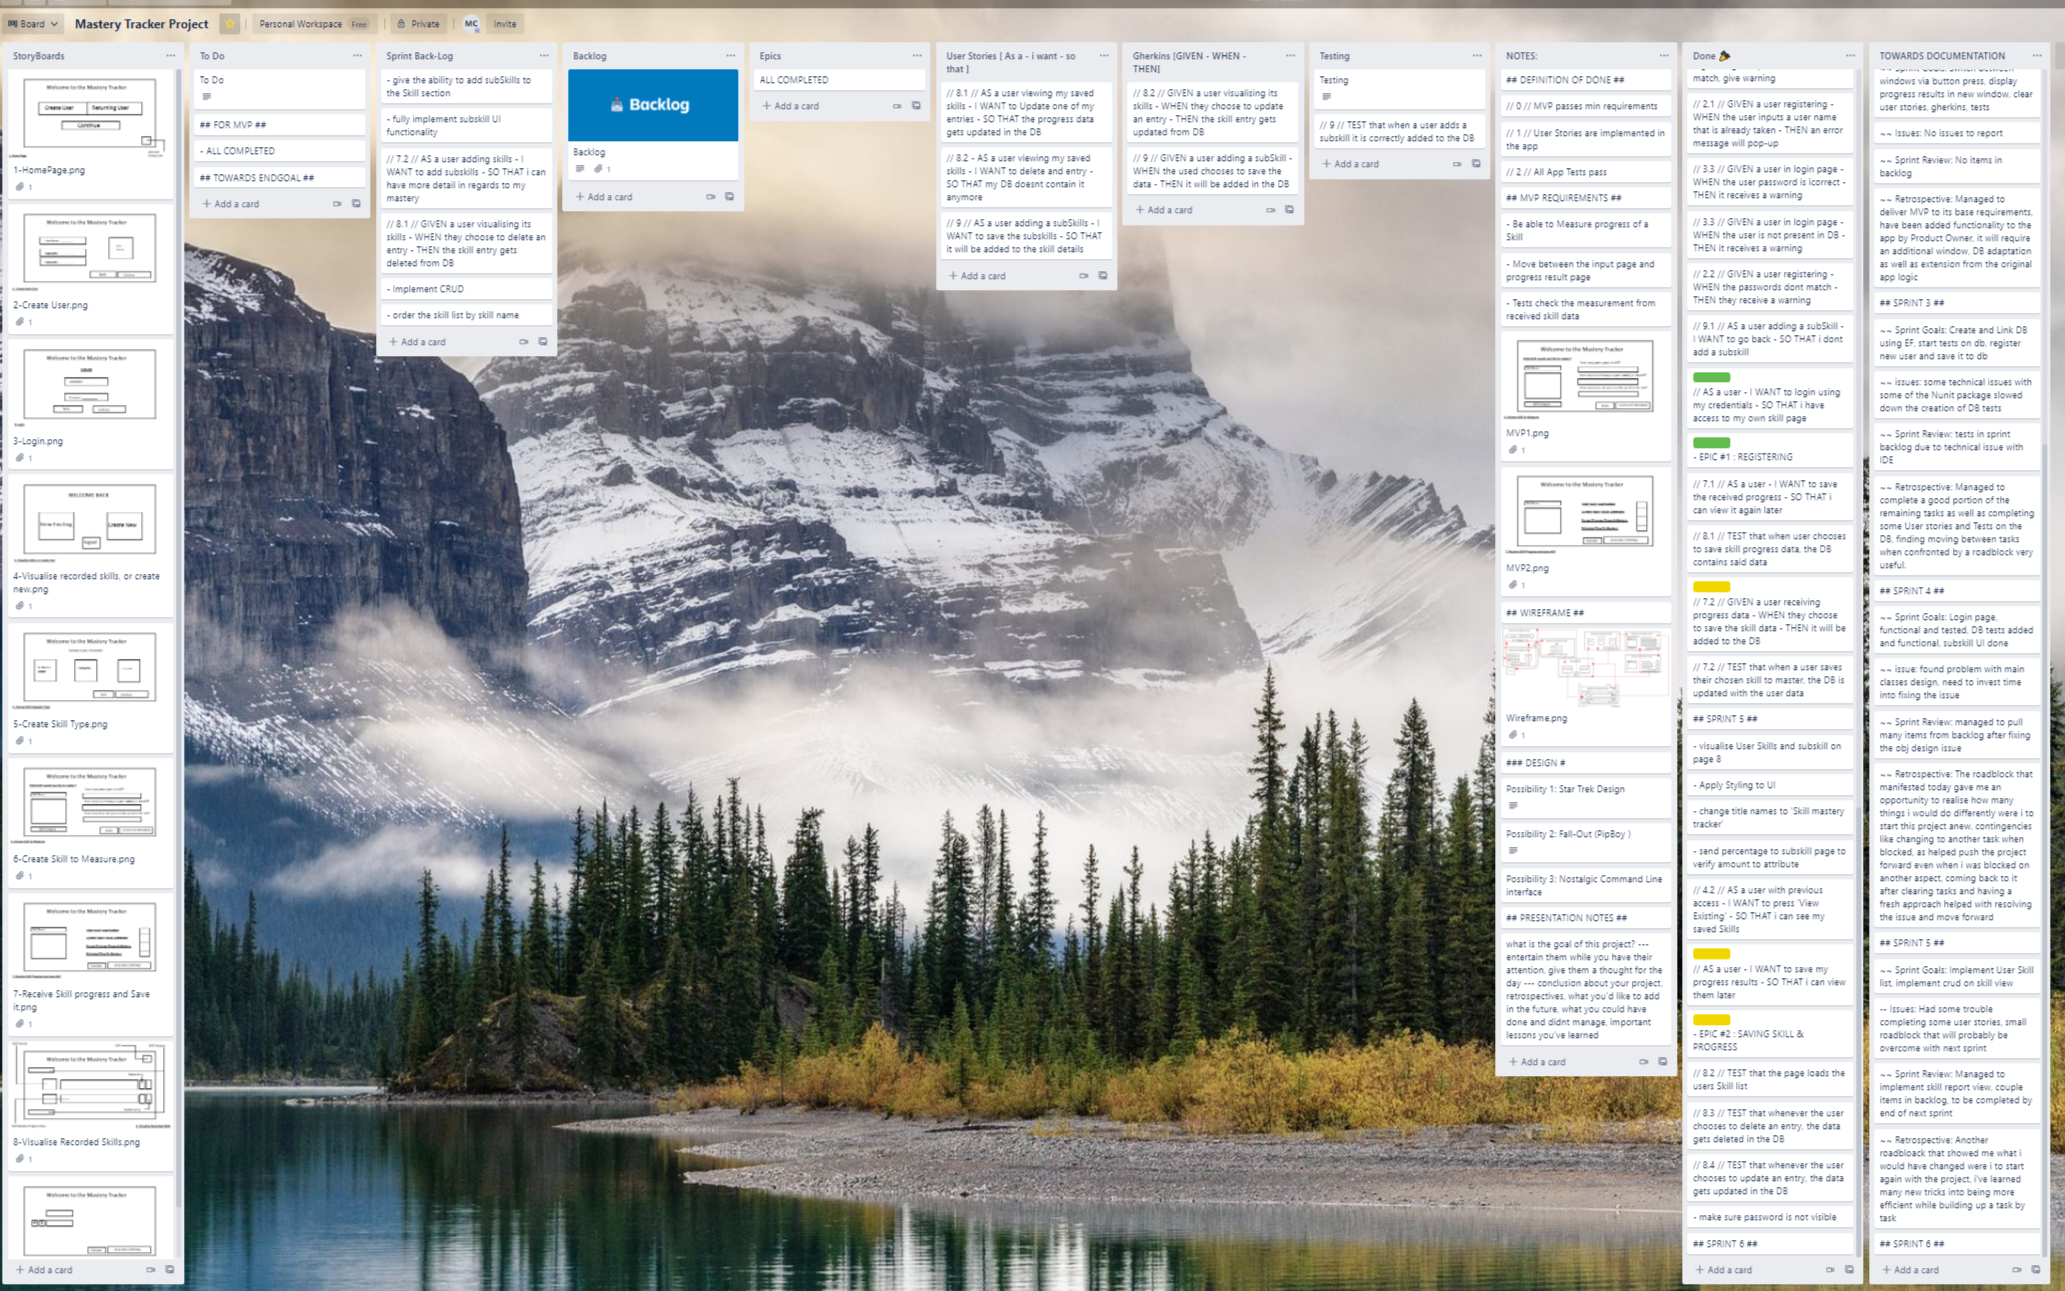 Board
Mastery Tracker Project
Personal Workspace Free
Private
MC
Invite
StoryBoards
Create User
Returning User
Continue
1-HomePage.png
1
Welcome to the Mastery Tracker
2-Create User.png
1
Welcome to the Mastery Tracker
3-Login.png
1
WELCOME BACK
4-Visualise recorded skills, or create
new.png
1
Welcome to the Mastery Tracker
5-Create Skill Type.png
1
Welcome to the Mastery Tracker
6-Create Skill to Measure.png
1
Welcome to the Mastery Tracker
7-Receive Skill progress and Save
it.png
1
Welcome to the Mastery Tracker
8-Visualise Recorded Skills.png
1
Welcome to the Mastery Tracker
+ Add a card
To Do
To Do
## FOR MVP ##
- ALL COMPLETED
## TOWARDS ENDGOAL ##
+ Add a card
Sprint Back-Log
- give the ability to add subSkills to
the Skill section
- fully implement subskill UI
functionality
// 7.2 // AS a user adding skills - I
WANT to add subskills - SO THAT i can
have more detail in regards to my
mastery
// 8.1 // GIVEN a user visualising its
skills - WHEN they choose to delete an
entry - THEN the skill entry gets
deleted from DB
- Implement CRUD
- order the skill list by skill name
+ Add a card
Backlog
Backlog
Backlog
1
+ Add a card
Epics
ALL COMPLETED
+ Add a card
User Stories [ As a - i want - so
that ]
// 8.1 // AS a user viewing my saved
skills - I WANT to Update one of my
entries - SO THAT the progress data
gets updated in the DB
// 8.2 - AS a user viewing my saved
skills - I WANT to delete and entry -
SO THAT my DB doesnt contain it
anymore
// 9 // AS a user adding a subSkills - I
WANT to save the subskills - SO THAT
it will be added to the skill details
+ Add a card
Gherkins [GIVEN - WHEN -
THEN]
// 8.2 // GIVEN a user visualising its
skills - WHEN they choose to update
an entry - THEN the skill entry gets
updated from DB
// 9 // GIVEN a user adding a subSkill -
WHEN the used chooses to save the
data - THEN it will be added in the DB
+ Add a card
Testing
Testing
// 9 // TEST that when a user adds a
subskill it is correctly added to the DB
+ Add a card
NOTES:
## DEFINITION OF DONE ##
// 0 // MVP passes min requirements
// 1 // User Stories are implemented in
the app
// 2 // All App Tests pass
## MVP REQUIREMENTS ##
- Be able to Measure progress of a
Skill
- Move between the input page and
progress result page
- Tests check the measurement from
received skill data
Welcome to the Mastery Tracker
MVP1.png
1
Welcome to the Mastery Tracker
MVP2.png
1
## WIREFRAME ##
Wireframe.png
1
### DESIGN #
Possibility 1: Star Trek Design
Possibility 2: Fall-Out (PipBoy )
Possibility 3: Nostalgic Command Line
interface
## PRESENTATION NOTES ##
what is the goal of this project? ---
entertain them while you have their
attention, give them a thought for the
day --- conclusion about your project,
retrospectives, what you'd like to add
in the future, what you could have
done and didnt manage, important
lessons you've learned
+ Add a card
Done
match, give warning
// 2.1 // GIVEN a user registering -
WHEN the user inputs a user name
that is already taken - THEN an error
message will pop-up
// 3.3 // GIVEN a user in login page -
WHEN the user password is icorrect -
THEN it receives a warning
// 3.3 // GIVEN a user in login page -
WHEN the user is not present in DB -
THEN it receives a warning
// 2.2 // GIVEN a user registering -
WHEN the passwords dont match -
THEN they receive a warning
// 9.1 // AS a user adding a subSkill -
I WANT to go back - SO THAT i dont
add a subskill
// AS a user - I WANT to login using
my credentials - SO THAT i have
access to my own skill page
- EPIC #1 : REGISTERING
// 7.1 // AS a user - I WANT to save
the received progress - SO THAT i
can view it again later
// 8.1 // TEST that when user chooses
to save skill progress data, the DB
contains said data
// 7.2 // GIVEN a user receiving
progress data - WHEN they choose
to save the skill data - THEN it will be
added to the DB
// 7.2 // TEST that when a user saves
their chosen skill to master, the DB is
updated with the user data
## SPRINT 5 ##
- visualise User Skills and subskill on
page 8
- Apply Styling to UI
- change title names to 'Skill mastery
tracker'
- send percentage to subskill page to
verify amount to attribute
// 4.2 // AS a user with previous
access - I WANT to press 'View
Existing' - SO THAT i can see my
saved Skills
// AS a user - I WANT to save my
progress results - SO THAT i can view
them later
- EPIC #2 : SAVING SKILL &
PROGRESS
// 8.2 // TEST that the page loads the
users Skill list
// 8.3 // TEST that whenever the user
chooses to delete an entry, the data
gets deleted in the DB
// 8.4 // TEST that whenever the user
chooses to update an entry, the data
gets updated in the DB
- make sure password is not visible
## SPRINT 6 ##
+ Add a card
TOWARDS DOCUMENTATION
~~ Sprint Goals: Switch between
windows via button press, display
progress results in new window, clear
user stories, gherkins, tests
~~ Issues: No issues to report
~~ Sprint Review: No items in
backlog
~~ Retrospective: Managed to
deliver MVP to its base requirements,
have been added functionality to the
app by Product Owner, it will require
an additional window, DB adaptation
as well as extension from the original
app logic
## SPRINT 3 ##
~~ Sprint Goals: Create and Link DB
using EF, start tests on db, register
new user and save it to db
~~ issues: some technical issues with
some of the Nunit package slowed
down the creation of DB tests
~~ Sprint Review: tests in sprint
backlog due to technical issue with
IDE
~~ Retrospective: Managed to
complete a good portion of the
remaining tasks as well as completing
some User stories and Tests on the
DB, finding moving between tasks
when confronted by a roadblock very
useful.
## SPRINT 4 ##
~~ Sprint Goals: Login page,
functional and tested, DB tests added
and functional, subskill UI done
~~ issue: found problem with main
classes design, need to invest time
into fixing the issue
~~ Sprint Review: managed to pull
many items from backlog after fixing
the obj design issue
~~ Retrospective: The roadblock that
manifested today gave me an
opportunity to realise how many
things i would do differently were i to
start this project anew, contingencies
like changing to another task when
blocked, as helped push the project
forward even when i was blocked on
another aspect, coming back to it
after clearing tasks and having a
fresh approach helped with resolving
the issue and move forward
## SPRINT 5 ##
~~ Sprint Goals: Implement User Skill
list, implement crud on skill view
-- Issues: Had some trouble
completing some user stories, small
roadblock that will probably be
overcome with next sprint
~~ Sprint Review: Managed to
implement skill report view, couple
items in backlog, to be completed by
end of next sprint
~~ Retrospective: Another
roadbloack that showed me what i
would have changed were i to start
again with the project, i've learned
many new tricks into being more
efficient while building up a task by
task
## SPRINT 6 ##
+ Add a card